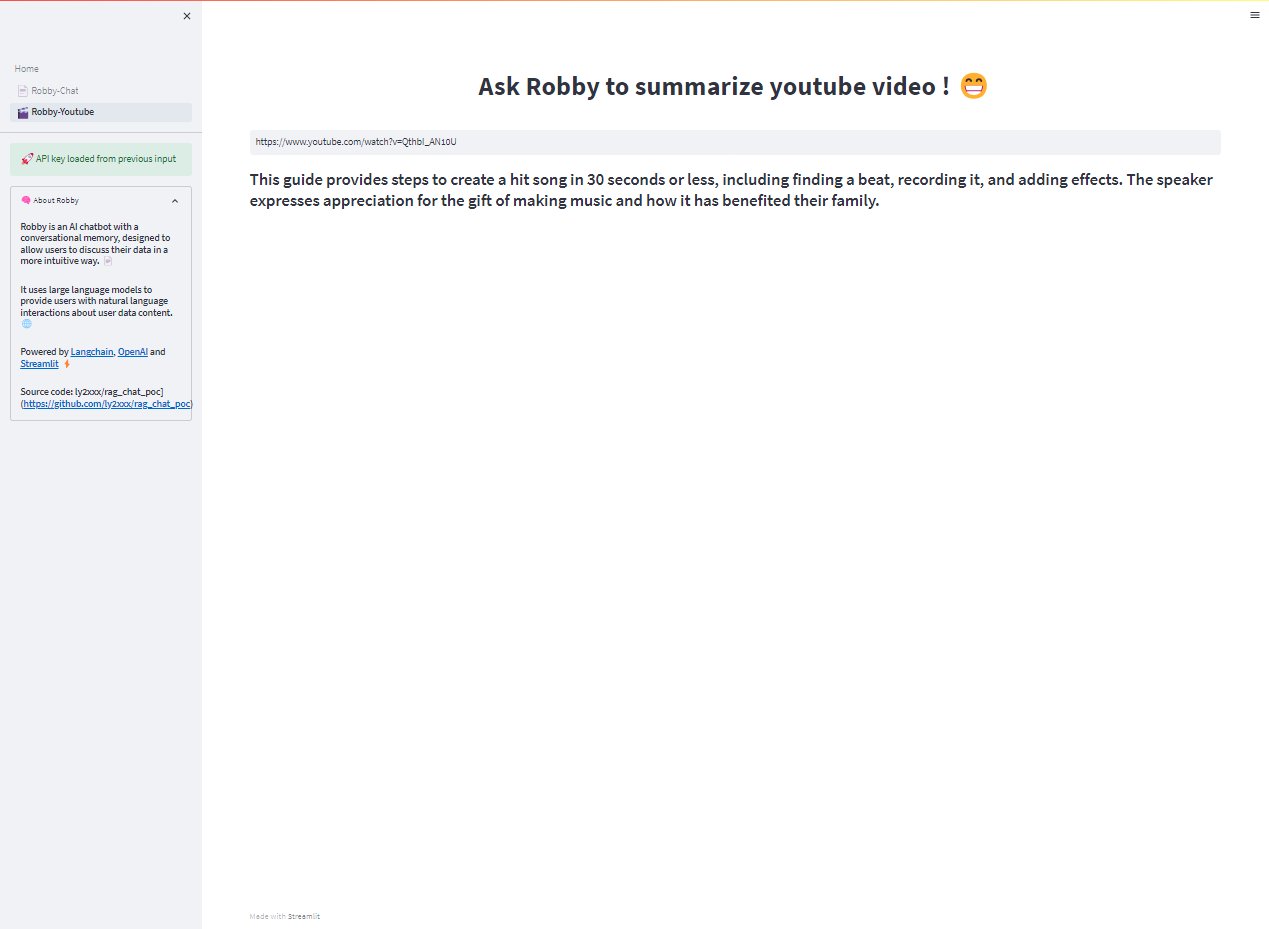 Home
Robby-Chat
Robby-Youtube
API key loaded from previous input
About Robby
Robby is an AI chatbot with a
conversational memory, designed to
allow users to discuss their data in a
more intuitive way.
It uses large language models to
provide users with natural language
interactions about user data content.
Powered by Langchain, OpenAI and
Streamlit
Source code: ly2xxx/rag_chat_poc]
(https://github.com/ly2xxx/rag_chat_poc)
Ask Robby to summarize youtube video !
https://www.youtube.com/watch?v=QthbI_AN10U
This guide provides steps to create a hit song in 30 seconds or less, including finding a beat, recording it, and adding effects. The speaker
expresses appreciation for the gift of making music and how it has benefited their family.
Made with Streamlit